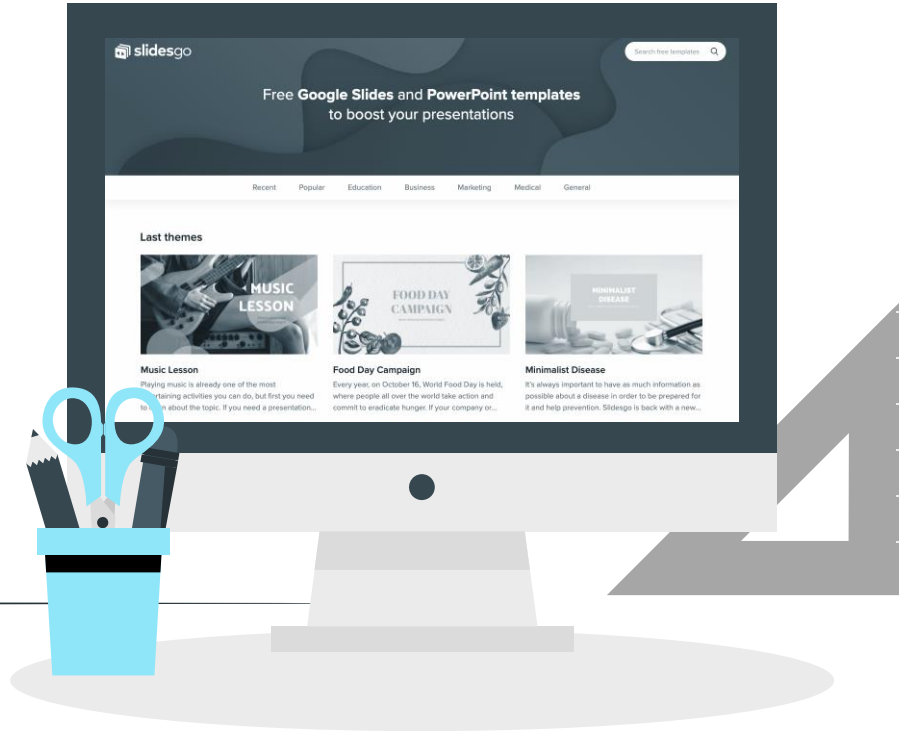 slidesgo
Search free templates
Free Google Slides and PowerPoint templates
to boost your presentations
Recent Popular Education Business Marketing Medical General
Last themes
MUSIC
LESSON
FOOD DAY
CAMPAIGN
MINIMALIST
DISEASE
Music Lesson
Playing music is already one of the most
rtaining activities you can do, but first you need
n about the topic. If you need a presentation...
Food Day Campaign
Every year, on October 16, World Food Day is held,
where people all over the world take action and
commit to eradicate hunger. If your company or...
Minimalist Disease
It's always important to have as much information as
possible about a disease in order to be prepared for
it and help prevention. Slidesgo is back with a new...